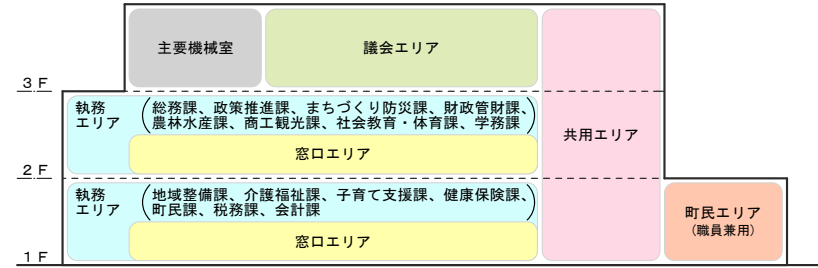 主要機械室
議会エリア
3F
執務
エリア
(総務課、政策推進課、まちづくり防災課、財政管財課、
農林水産課、商工観光課、社会教育・体育課、学務課)
窓口エリア
共用エリア
2F
執務
エリア
(地域整備課、介護福祉課、子育て支援課、健康保険課、
町民課、税務課、会計課)
窓口エリア
町民エリア
(職員兼用)
1F